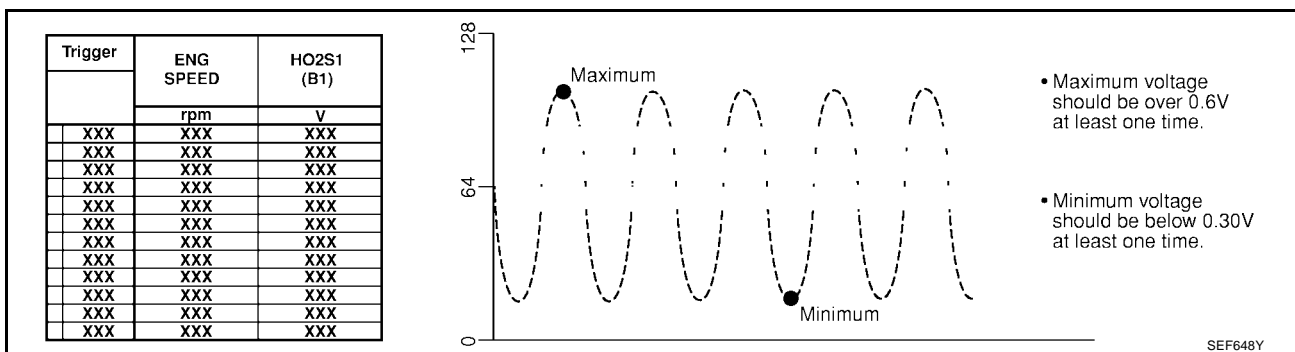 Trigger ENG SPEED HO2S1 (B1)
rpm V
XXX XXX XXX
XXX XXX XXX
XXX XXX XXX
XXX XXX XXX
XXX XXX XXX
XXX XXX XXX
XXX XXX XXX
XXX XXX XXX
XXX XXX XXX
XXX XXX XXX
XXX XXX XXX
XXX XXX XXX
128
64
0
Maximum
Minimum
• Maximum voltage
should be over 0.6V
at least one time.
• Minimum voltage
should be below 0.30V
at least one time.
SEF648Y